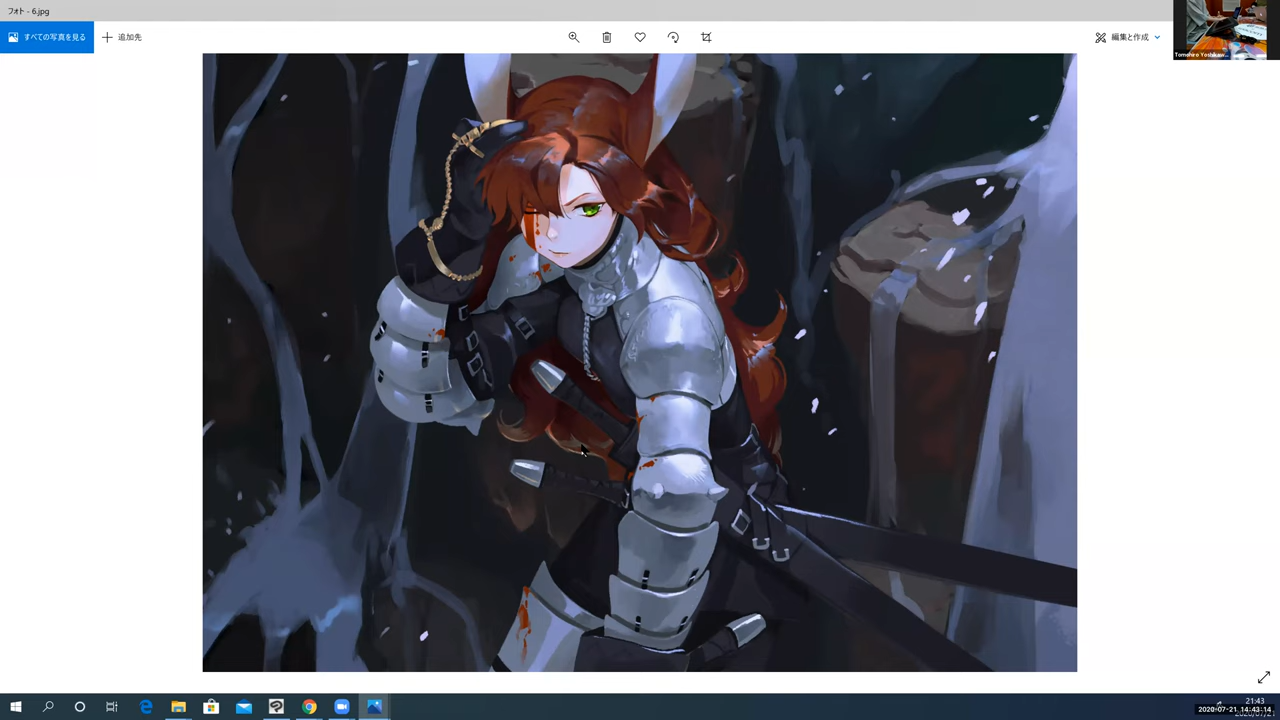 フォト - 6.jpg
すべての写真を見る
追加先
編集と作成
Tomohiro Yoshikaw...
21:43
2020-07-21 14:43:14